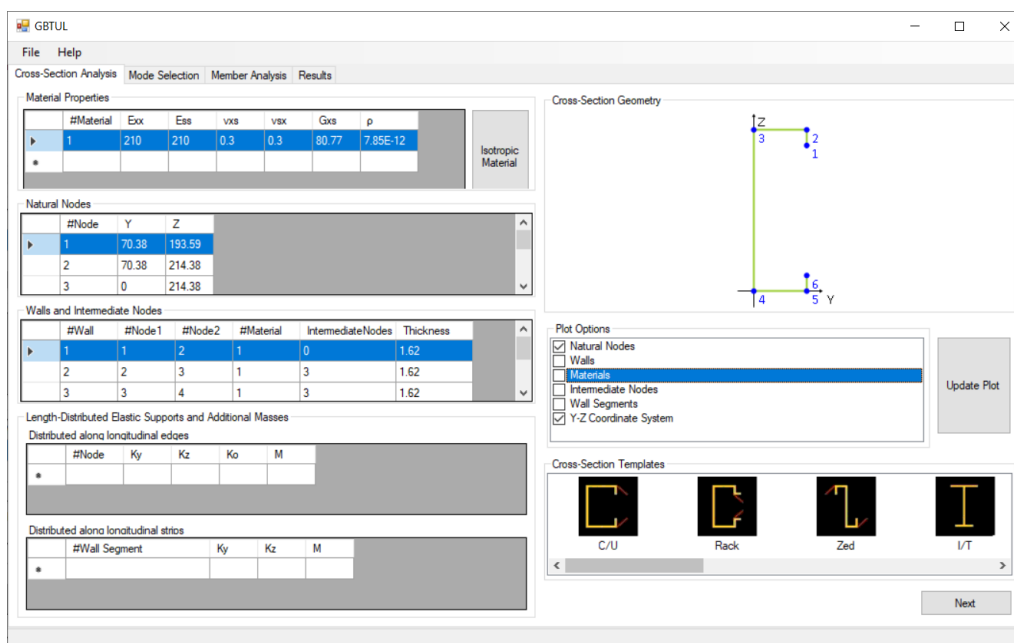 GBTUL
File Help
Cross-Section Analysis Mode Selection Member Analysis Results
Material Properties
#Material Exx Ess vxs vsx Gxs ρ
1 210 210 0.3 0.3 80.77 7.85E-12
Isotropic
Material
Natural Nodes
#Node Y Z
1 70.38 193.59
2 70.38 214.38
3 0 214.38
Walls and Intermediate Nodes
#Wall #Node1 #Node2 #Material IntermediateNodes Thickness
1 1 2 1 0 1.62
2 2 3 1 3 1.62
3 3 4 1 3 1.62
Length-Distributed Elastic Supports and Additional Masses
Distributed along longitudinal edges
#Node Ky Kz Ko M
Distributed along longitudinal strips
#Wall Segment Ky Kz M
Cross-Section Geometry
Z
3 2
1
6
4 5 Y
Plot Options
Natural Nodes
Walls
Materials
Intermediate Nodes
Wall Segments
Y-Z Coordinate System
Update Plot
Cross-Section Templates
C/U Rack Zed I/T
Next